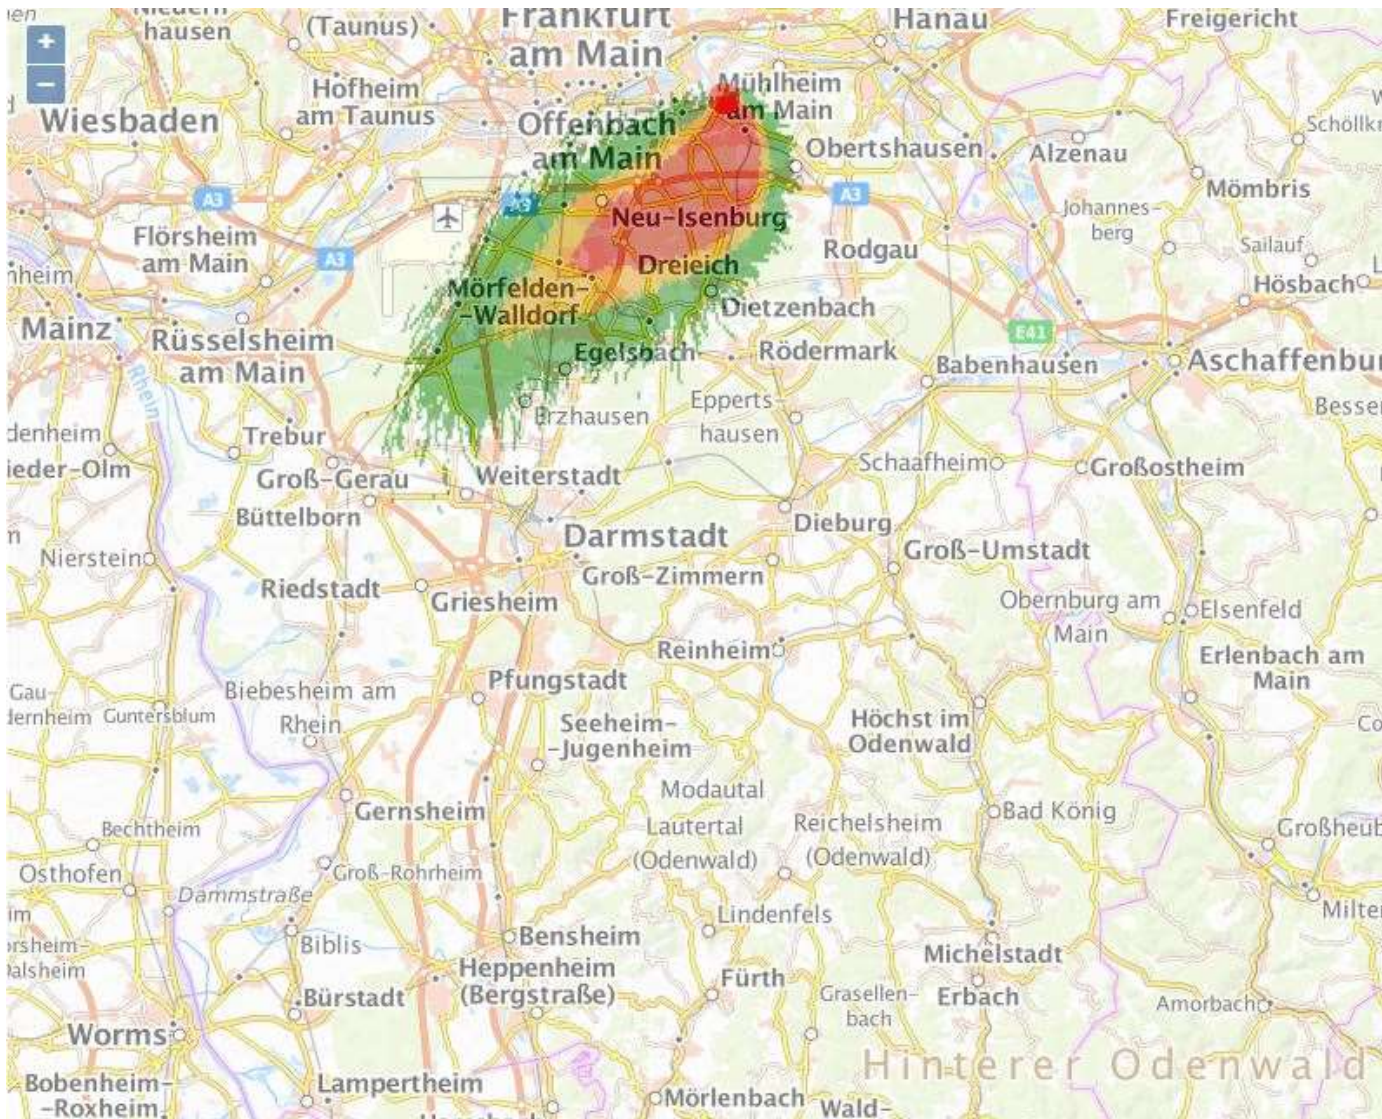 hausen
(Taunus)
Frankfurt
am Main
Hanau
Freigericht
+
−
Hofheim
am Taunus
Mühlheim
am Main
Wiesbaden
Offenbach
am Main
Obertshausen
Alzenau
Mömbris
A3
A3
Neu-Isenburg
Johannes-
berg
Flörsheim
am Main
A3
Rodgau
Sailauf
Dreieich
Hösbach
Mörfelden-
-Walldorf
Dietzenbach
Mainz
Rüsselsheim
am Main
E41
Rhein
Egelsbach
Rödermark
Babenhausen
Aschaffenbur
Erzhausen
Epperts-
hausen
Trebur
Weiterstadt
Schaafheim
Großostheim
Groß-Gerau
Büttelborn
Dieburg
Darmstadt
Groß-Umstadt
Nierstein
Groß-Zimmern
Riedstadt
Griesheim
Obernburg am
Main
Elsenfeld
Reinheim
Erlenbach am
Main
Pfungstadt
Gau-
dernheim
Guntersblum
Biebesheim am
Rhein
Seeheim-
-Jugenheim
Höchst im
Odenwald
Modautal
Gernsheim
Bad König
Lautertal
(Odenwald)
Reichelsheim
(Odenwald)
Bechtheim
Großheub
Osthofen
Groß-Rohrheim
Dammstraße
Lindenfels
Bensheim
Biblis
Michelstadt
Heppenheim
(Bergstraße)
Fürth
Bürstadt
Grasellen-
bach
Erbach
Amorbach
Worms
Hinterer Odenwald
Bobenheim-
-Roxheim
Lampertheim
Mörlenbach
Wald-